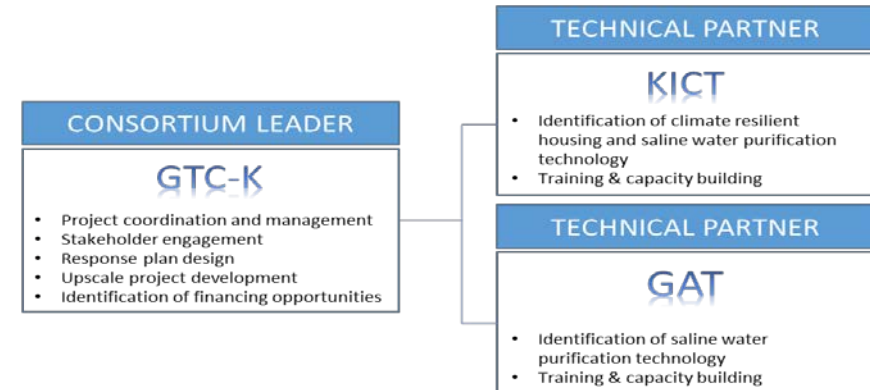 CONSORTIUM LEADER
GTC-K
• Project coordination and management
• Stakeholder engagement
• Response plan design
• Upscale project development
• Identification of financing opportunities
TECHNICAL PARTNER
KICT
• Identification of climate resilient
housing and saline water purification
technology
• Training & capacity building
TECHNICAL PARTNER
GAT
• Identification of saline water
purification technology
• Training & capacity building